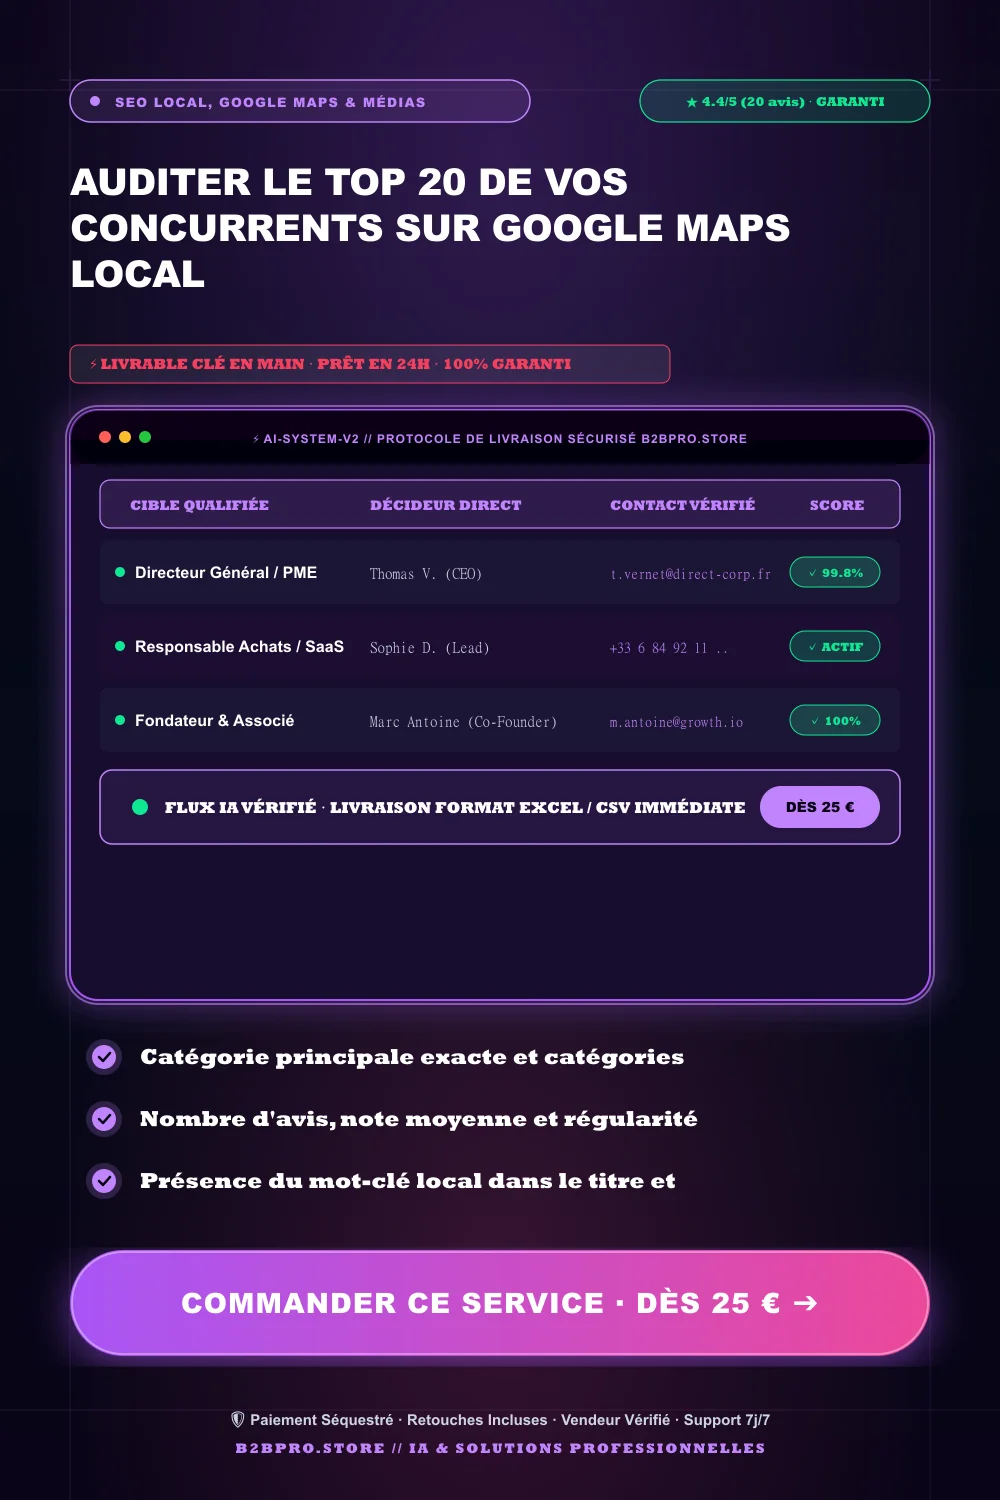 SEO LOCAL, GOOGLE MAPS & MÉDIAS
★ 4.4/5 (20 avis) · GARANTI
AUDITER LE TOP 20 DE VOS
CONCURRENTS SUR GOOGLE MAPS
LOCAL
⚡ LIVRABLE CLÉ EN MAIN · PRÊT EN 24H · 100% GARANTI
⚡ AI-SYSTEM-V2 // PROTOCOLE DE LIVRAISON SÉCURISÉ B2BPRO.STORE
CIBLE QUALIFIÉE DÉCIDEUR DIRECT CONTACT VÉRIFIÉ SCORE
Directeur Général / PME Thomas V. (CEO) t.vernet@direct-corp.fr ✓ 99.8%
Responsable Achats / SaaS Sophie D. (Lead) +33 6 84 92 11 .. ✓ ACTIF
Fondateur & Associé Marc Antoine (Co-Founder) m.antoine@growth.io ✓ 100%
FLUX IA VÉRIFIÉ · LIVRAISON FORMAT EXCEL / CSV IMMÉDIATE DÈS 25 €
Catégorie principale exacte et catégories
Nombre d'avis, note moyenne et régularité
Présence du mot-clé local dans le titre et
COMMANDER CE SERVICE · DÈS 25 € →
Paiement Séquestré · Retouches Incluses · Vendeur Vérifié · Support 7j/7
B2BPRO.STORE // IA & SOLUTIONS PROFESSIONNELLES